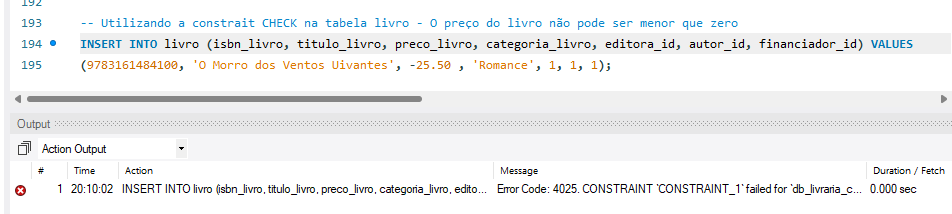 192
193 -- Utilizando a constrait CHECK na tabela livro - O preço do livro não pode ser menor que zero
194 INSERT INTO livro (isbn_livro, titulo_livro, preco_livro, categoria_livro, editora_id, autor_id, financiador_id) VALUES
195 (9783161484100, 'O Morro dos Ventos Uivantes', -25.50 , 'Romance', 1, 1, 1);
Output
Action Output
# Time Action Message Duration / Fetch
1 20:10:02 INSERT INTO livro (isbn_livro, titulo_livro, preco_livro, categoria_livro, edito... Error Code: 4025. CONSTRAINT `CONSTRAINT_1` failed for `db_livraria_c... 0.000 sec